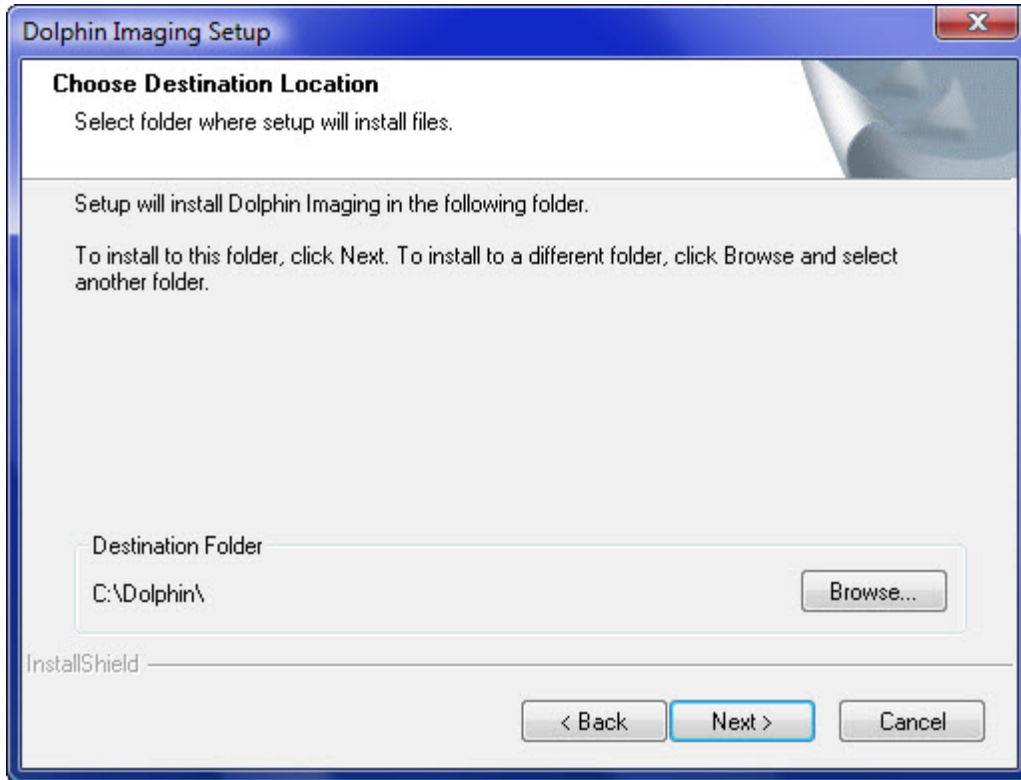 Dolphin Imaging Setup
X
Choose Destination Location
Select folder where setup will install files.
Setup will install Dolphin Imaging in the following folder.
To install to this folder, click Next. To install to a different folder, click Browse and select
another folder.
Destination Folder
C:\Dolphin\
Browse...
InstallShield
< Back
Next >
Cancel